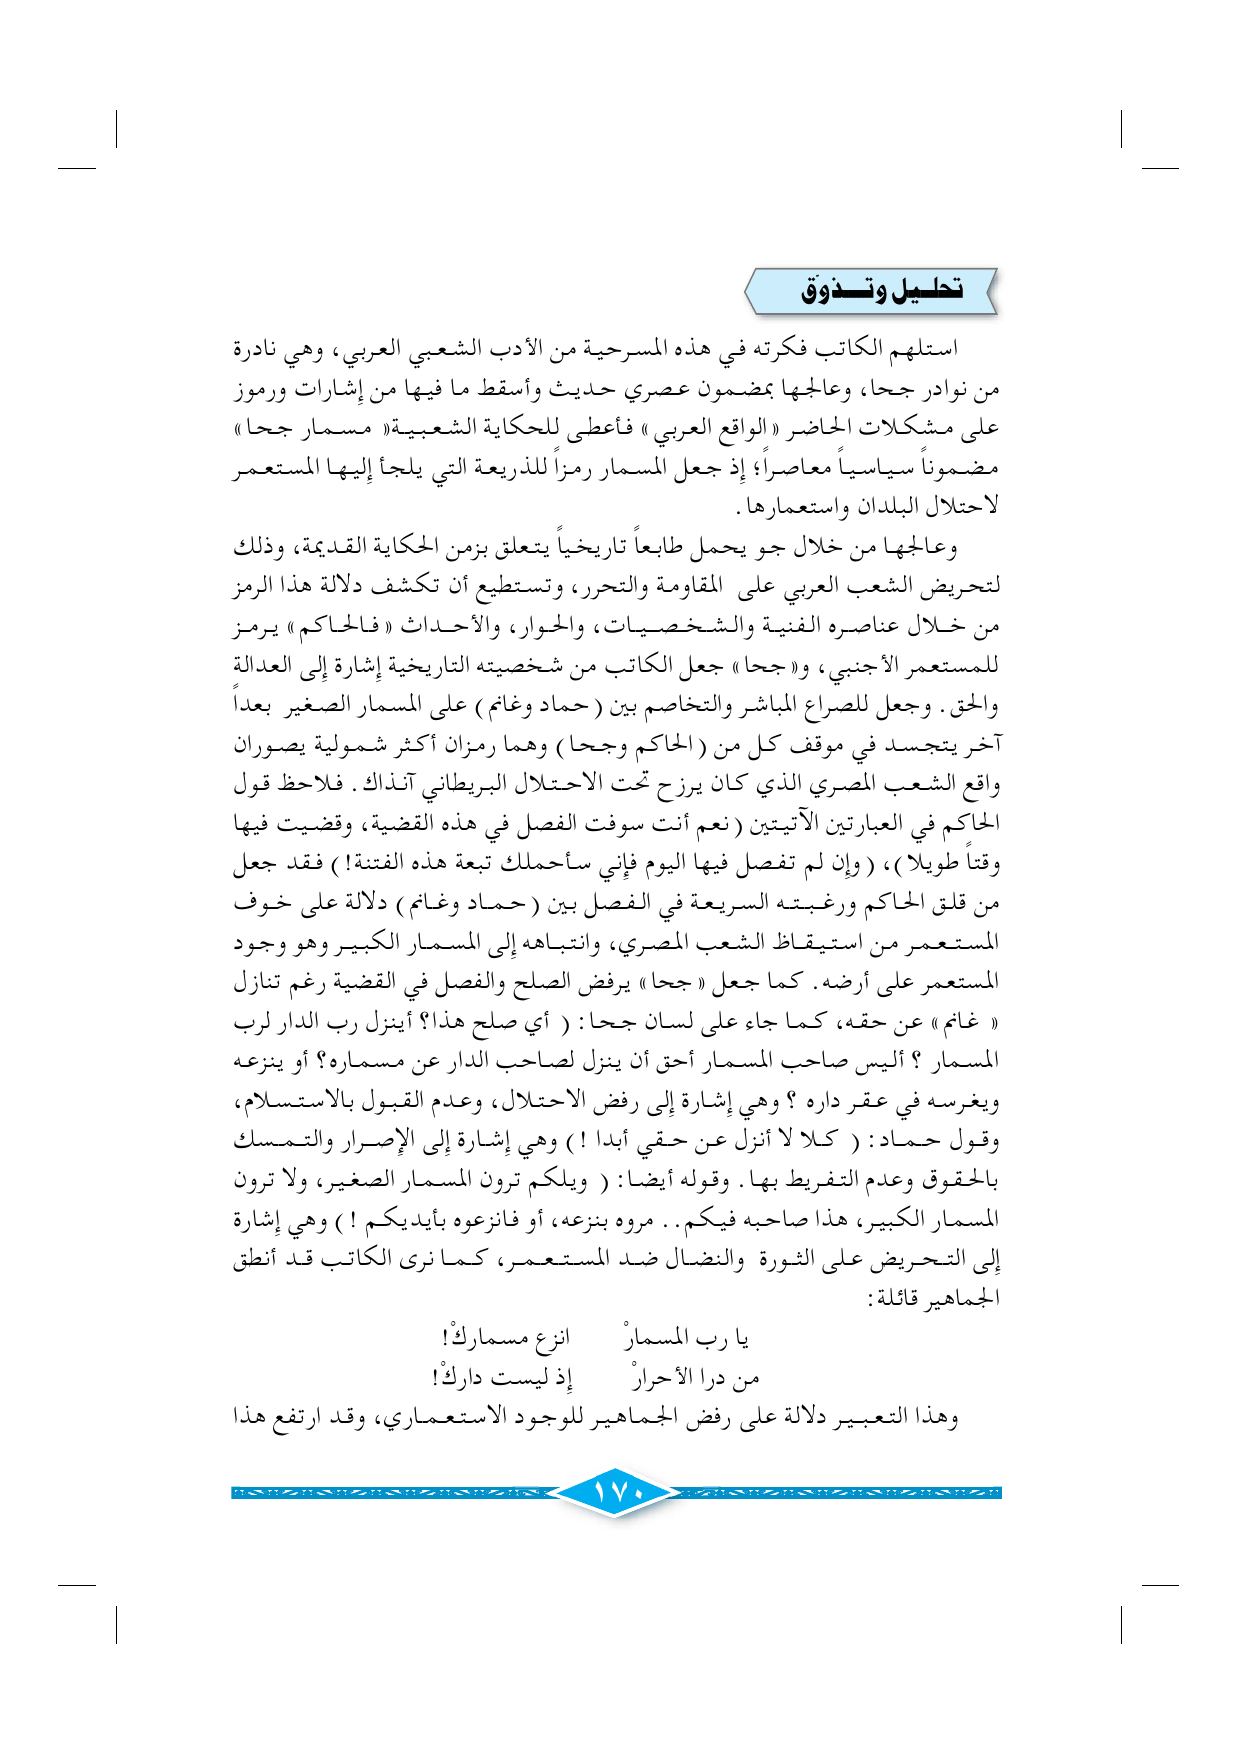 تحليل وتذوّق
استلهم الكاتب فكرته في هذه المسرحية من الأدب الشعبي العربي، وهي نادرة
من نوادر جحا، وعالجها بمضمون عصري حديث وأسقط ما فيها من إشارات ورموز
على مشكلات الحاضر «الواقع العربي» فأعطى للحكاية الشعبية« مسمار جحا»
مضموناً سياسياً معاصراً؛ إذ جعل المسمار رمزاً للذريعة التي يلجأ إليها المستعمر
لاحتلال البلدان واستعمارها.
وعالجها من خلال جو يحمل طابعاً تاريخياً يتعلق بزمن الحكاية القديمة، وذلك
لتحريض الشعب العربي على المقاومة والتحرر، وتستطيع أن تكشف دلالة هذا الرمز
من خلال عناصره الفنية والشخصيات، والحوار، والأحداث «فالحاكم» يرمز
للمستعمر الأجنبي، و«جحا» جعل الكاتب من شخصيته التاريخية إشارة إلى العدالة
والحق. وجعل للصراع المباشر والتخاصم بين (حماد وغانم) على المسمار الصغير بعداً
آخر يتجسد في موقف كل من (الحاكم وجحا) وهما رمزان أكثر شمولية يصوران
واقع الشعب المصري الذي كان يرزح تحت الاحتلال البريطاني آنذاك. فلاحظ قول
الحاكم في العبارتين الآتيتين (نعم أنت سوفت الفصل في هذه القضية، وقضيت فيها
وقتاً طويلا)، (وإن لم تفصل فيها اليوم فإني سأحملك تبعة هذه الفتنة!) فقد جعل
من قلق الحاكم ورغبته السريعة في الفصل بين (حماد وغانم) دلالة على خوف
المستعمر من استيقاظ الشعب المصري، وانتباهه إلى المسمار الكبير وهو وجود
المستعمر على أرضه. كما جعل «جحا» يرفض الصلح والفصل في القضية رغم تنازل
« غانم» عن حقه، كما جاء على لسان جحا: ( أي صلح هذا؟ أينزل رب الدار لرب
المسمار ؟ أليس صاحب المسمار أحق أن ينزل لصاحب الدار عن مسماره؟ أو ينزعه
ويغرسه في عقر داره ؟ وهي إشارة إلى رفض الاحتلال، وعدم القبول بالاستسلام،
وقول حماد: ( كلا لا أنزل عن حقي أبدا !) وهي إشارة إلى الإصرار والتمسك
بالحقوق وعدم التفريط بها. وقوله أيضا: ( ويلكم ترون المسمار الصغير، ولا ترون
المسمار الكبير، هذا صاحبه فيكم.. مروه بنزعه، أو فانزعوه بأيديكم !) وهي إشارة
إلى التحريض على الثورة والنضال ضد المستعمر، كما نرى الكاتب قد أنطق
الجماهير قائلة:
يا رب المسمارْ انزع مسماركْ!
من درا الأحرارْ إذ ليست داركْ!
وهذا التعبير دلالة على رفض الجماهير للوجود الاستعماري، وقد ارتفع هذا
١٧٠